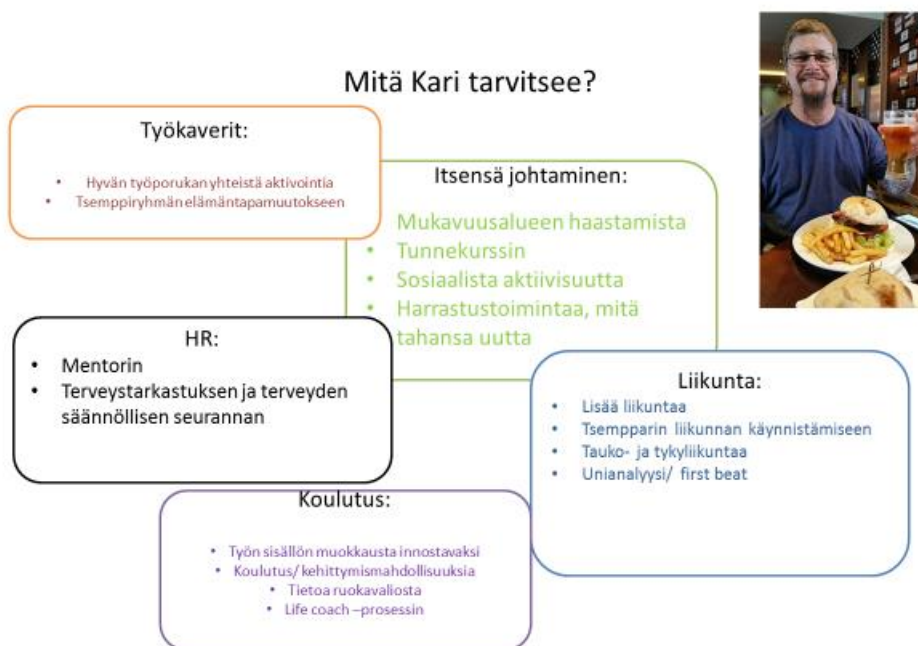 Mitä Kari tarvitsee?
Työkaverit:
• Hyvän työporukan yhteistä aktivointia
• Tsemppiryhmän elämäntapamuutokseen
Itsensä johtaminen:
Mukavuusalueen haastamista
• Tunnekurssin
• Sosiaalista aktiivisuutta
• Harrastustoimintaa, mitä
tahansa uutta
HR:
• Mentorin
• Terveystarkastuksen ja terveyden
säännöllisen seurannan
Liikunta:
• Lisää liikuntaa
• Tsempparin liikunnan käynnistämiseen
• Tauko- ja tykyliikuntaa
• Unianalyysi/ first beat
Koulutus:
• Työn sisällön muokkausta innostavaksi
• Koulutus/ kehittymismahdollisuuksia
• Tietoa ruokavaliosta
• Life coach –prosessin